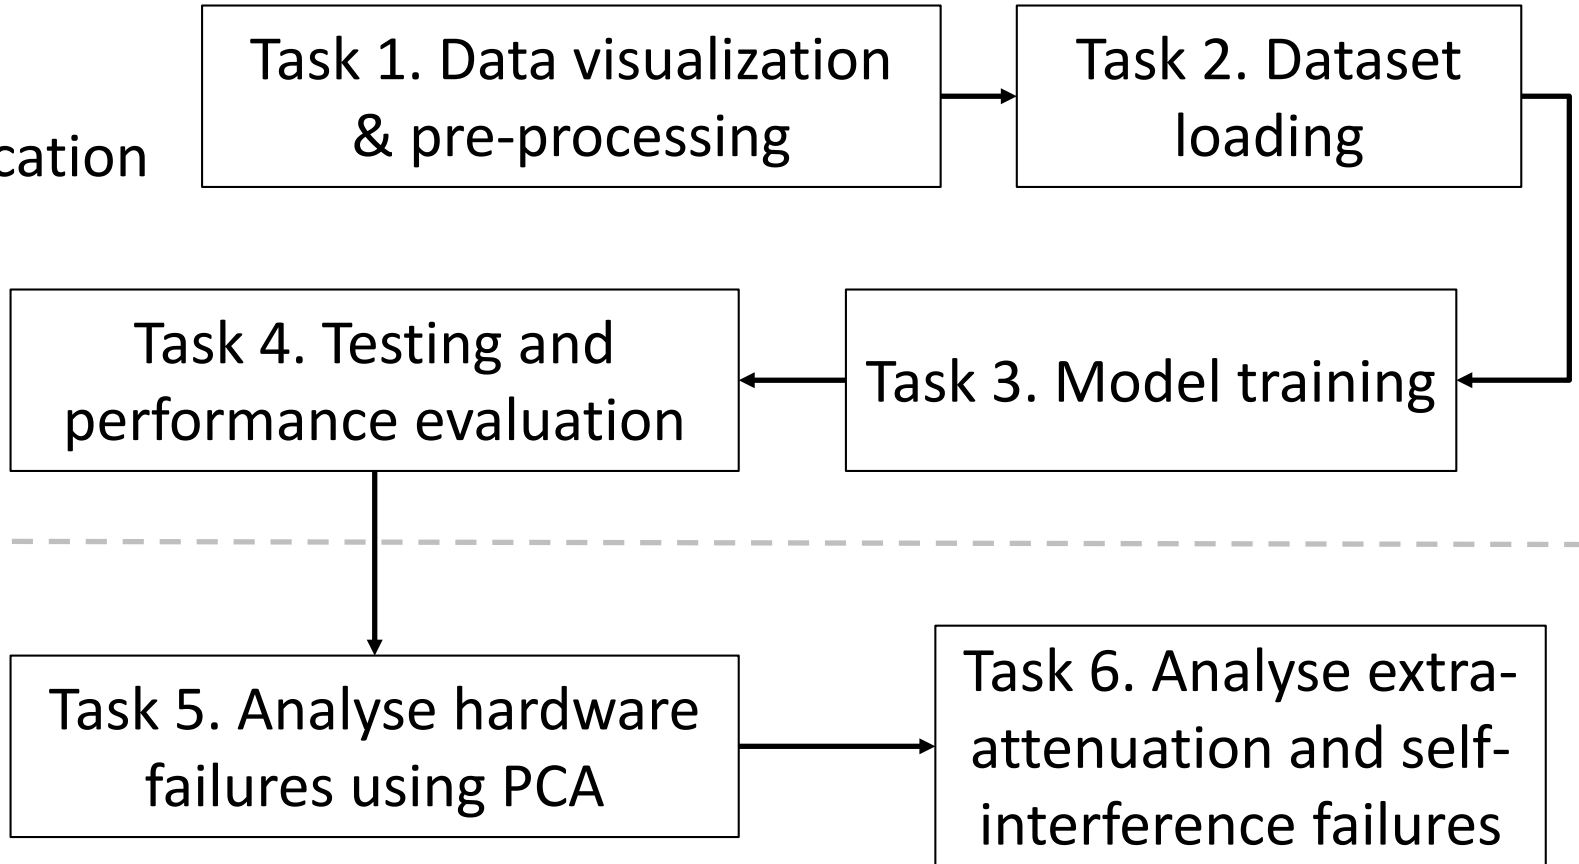 Task 1. Data visualization
& pre-processing
Task 2. Dataset
loading
Task 3. Model training
Task 4. Testing and
performance evaluation
Task 5. Analyse hardware
failures using PCA
Task 6. Analyse extra-
attenuation and self-
interference failures